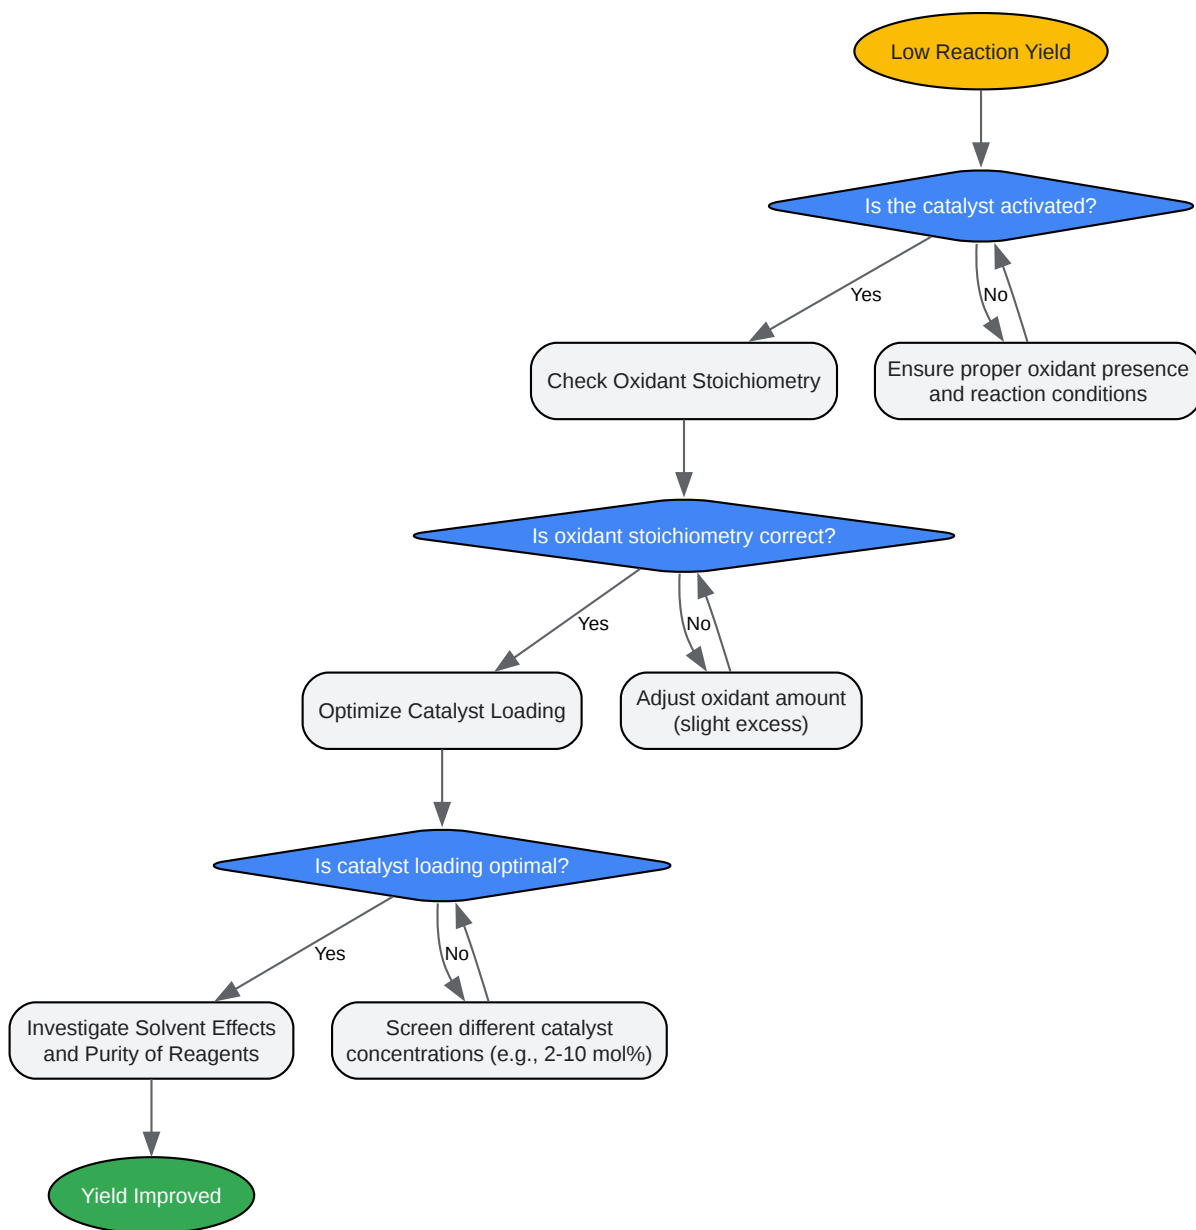 Low Reaction Yield
Is the catalyst activated?
Yes
No
Check Oxidant Stoichiometry
Ensure proper oxidant presence
and reaction conditions
Is oxidant stoichiometry correct?
Yes
No
Optimize Catalyst Loading
Adjust oxidant amount
(slight excess)
Is catalyst loading optimal?
Yes
No
Investigate Solvent Effects
and Purity of Reagents
Screen different catalyst
concentrations (e.g., 2-10 mol%)
Yield Improved